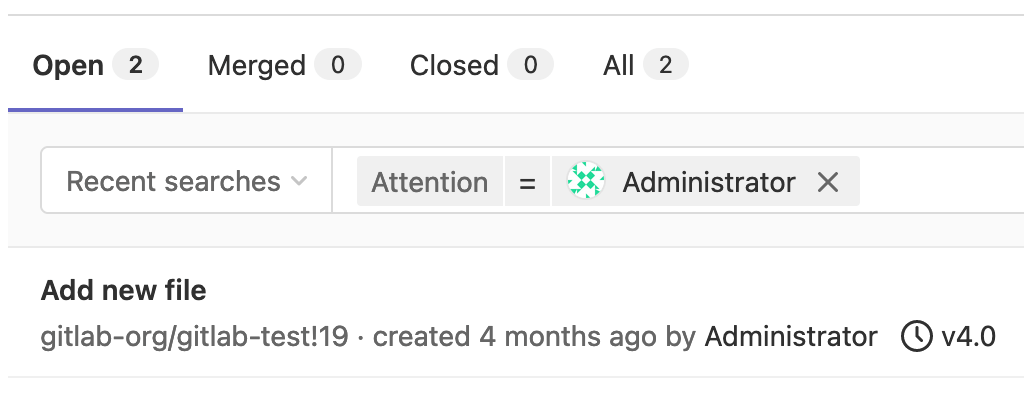 Open 2 Merged 0 Closed 0 All 2
Recent searches Attention = Administrator
Add new file
gitlab-org/gitlab-test!19 · created 4 months ago by Administrator v4.0